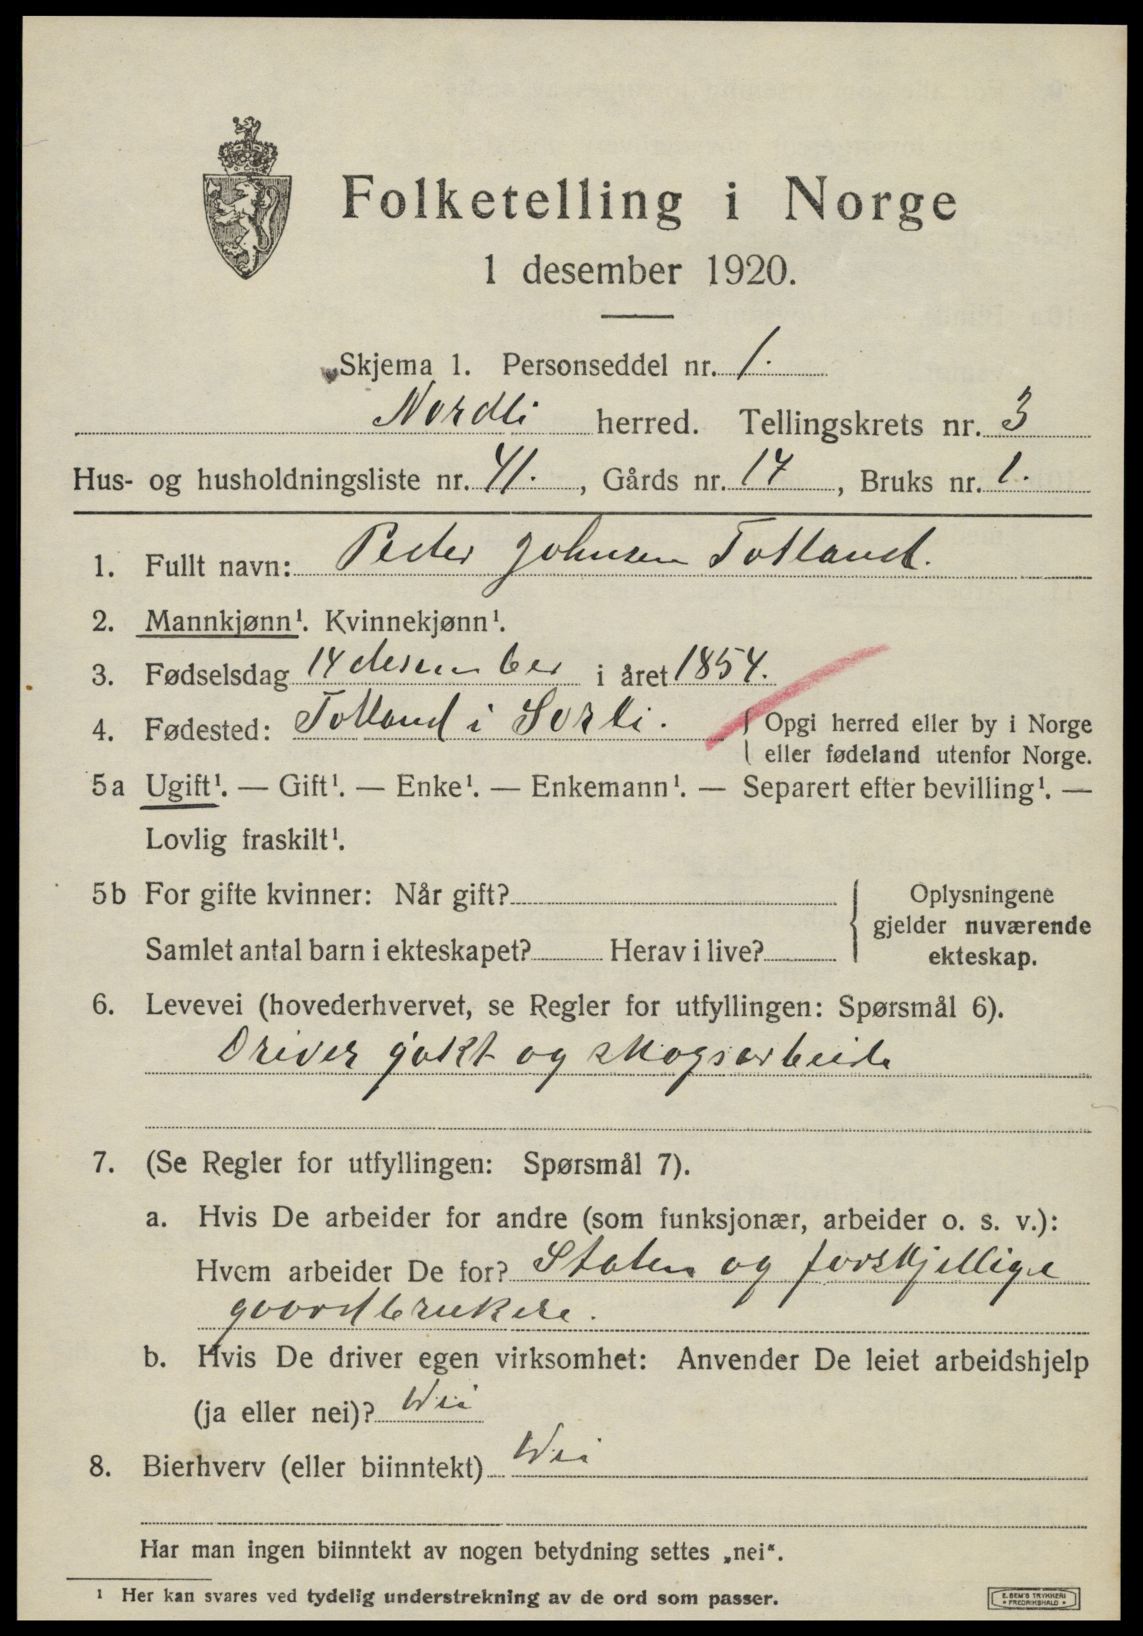 Folketelling i Norge
1 desember 1920.
Skjema 1. Personseddel nr. 1.
Nordli herred. Tellingskrets nr. 3
Hus- og husholdningsliste nr. 41., Gårds nr. 17, Bruks nr. 1.
1. Fullt navn: Peder Johnsen Totland.
2. Mannkjønn¹. Kvinnekjønn¹.
3. Fødselsdag 14 desember i året 1854.
4. Fødested: Totland i Sørli. { Opgi herred eller by i Norge
eller fødeland utenfor Norge.
5a Ugift¹. — Gift¹. — Enke¹. — Enkemann¹. — Separert efter bevilling¹. —
Lovlig fraskilt¹.
5b For gifte kvinner: Når gift? { Oplysningene
gjelder nuværende
Samlet antal barn i ekteskapet? Herav i live? ekteskap.
6. Levevei (hovederhvervet, se Regler for utfyllingen: Spørsmål 6).
Driver jakt og skogsarbeide
7. (Se Regler for utfyllingen: Spørsmål 7).
a. Hvis De arbeider for andre (som funksjonær, arbeider o. s. v.):
Hvem arbeider De for? Staten og forskjellige
gaardbrukere.
b. Hvis De driver egen virksomhet: Anvender De leiet arbeidshjelp
(ja eller nei)? Nei
8. Bierhverv (eller biinntekt) Nei
Har man ingen biinntekt av nogen betydning settes „nei“.
¹ Her kan svares ved tydelig understrekning av de ord som passer.
E. SEM'S TRYKKERI
* FREDRIKSHALD *